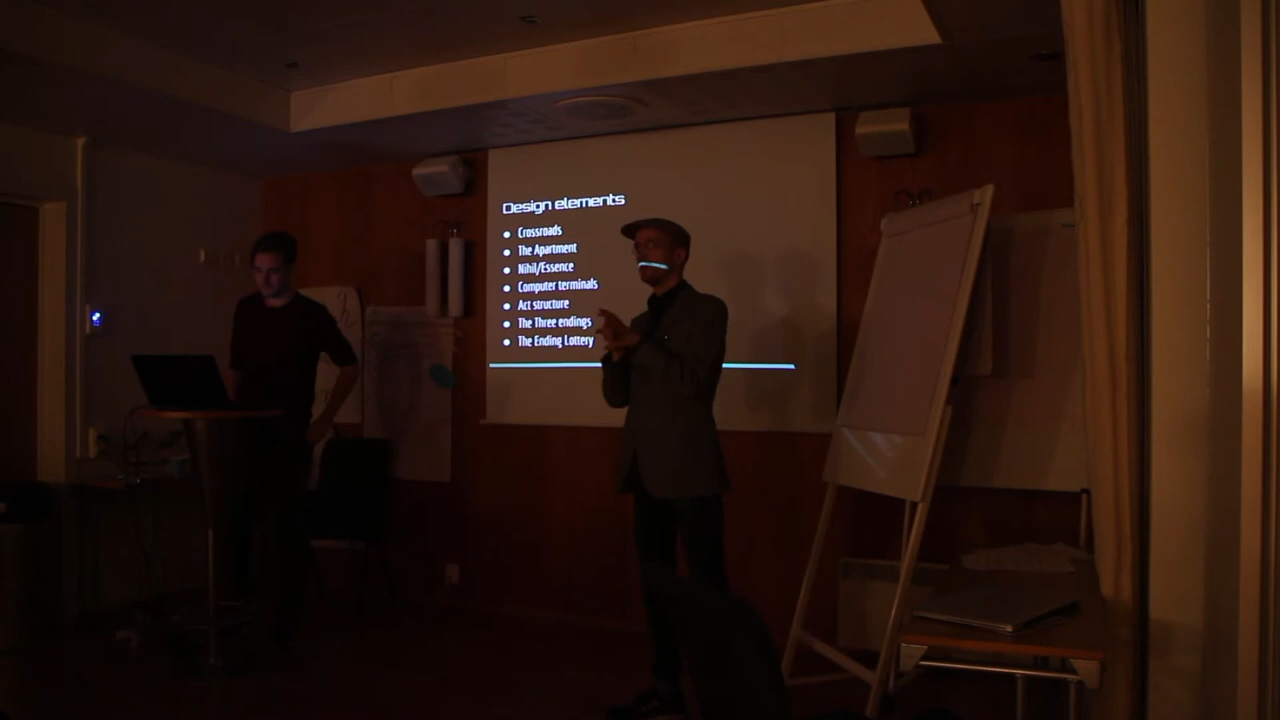 Design elements
Crossroads
The Apartment
Nihil/Essence
Computer terminals
Act structure
The Three endings
The Ending Lottery